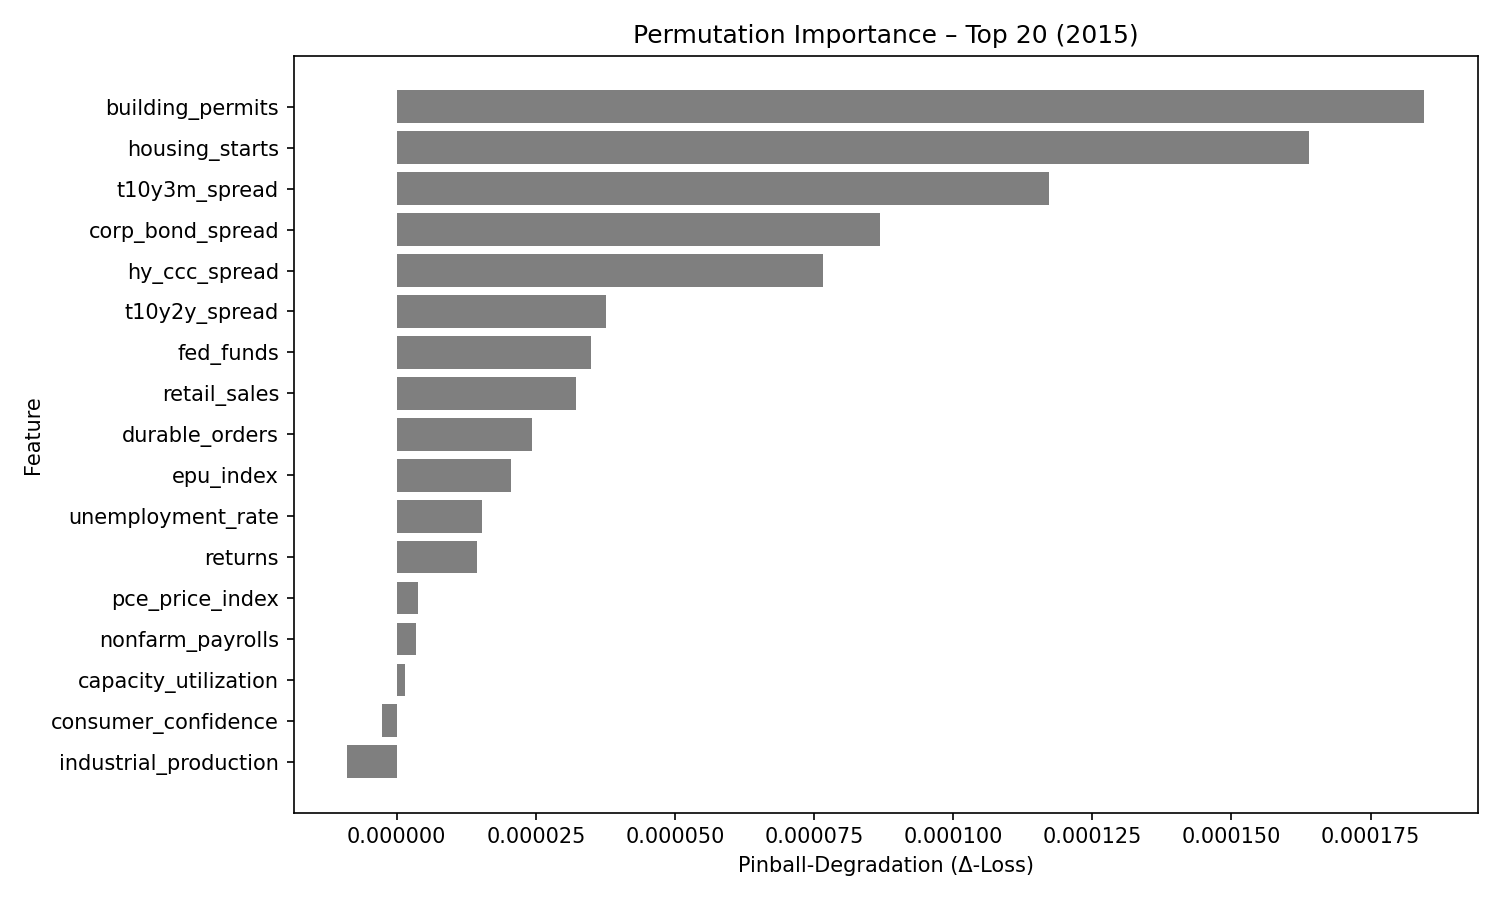 Permutation Importance – Top 20 (2015)
Feature
building_permits
housing_starts
t10y3m_spread
corp_bond_spread
hy_ccc_spread
t10y2y_spread
fed_funds
retail_sales
durable_orders
epu_index
unemployment_rate
returns
pce_price_index
nonfarm_payrolls
capacity_utilization
consumer_confidence
industrial_production
0.000000 0.000025 0.000050 0.000075 0.000100 0.000125 0.000150 0.000175
Pinball-Degradation (Δ-Loss)